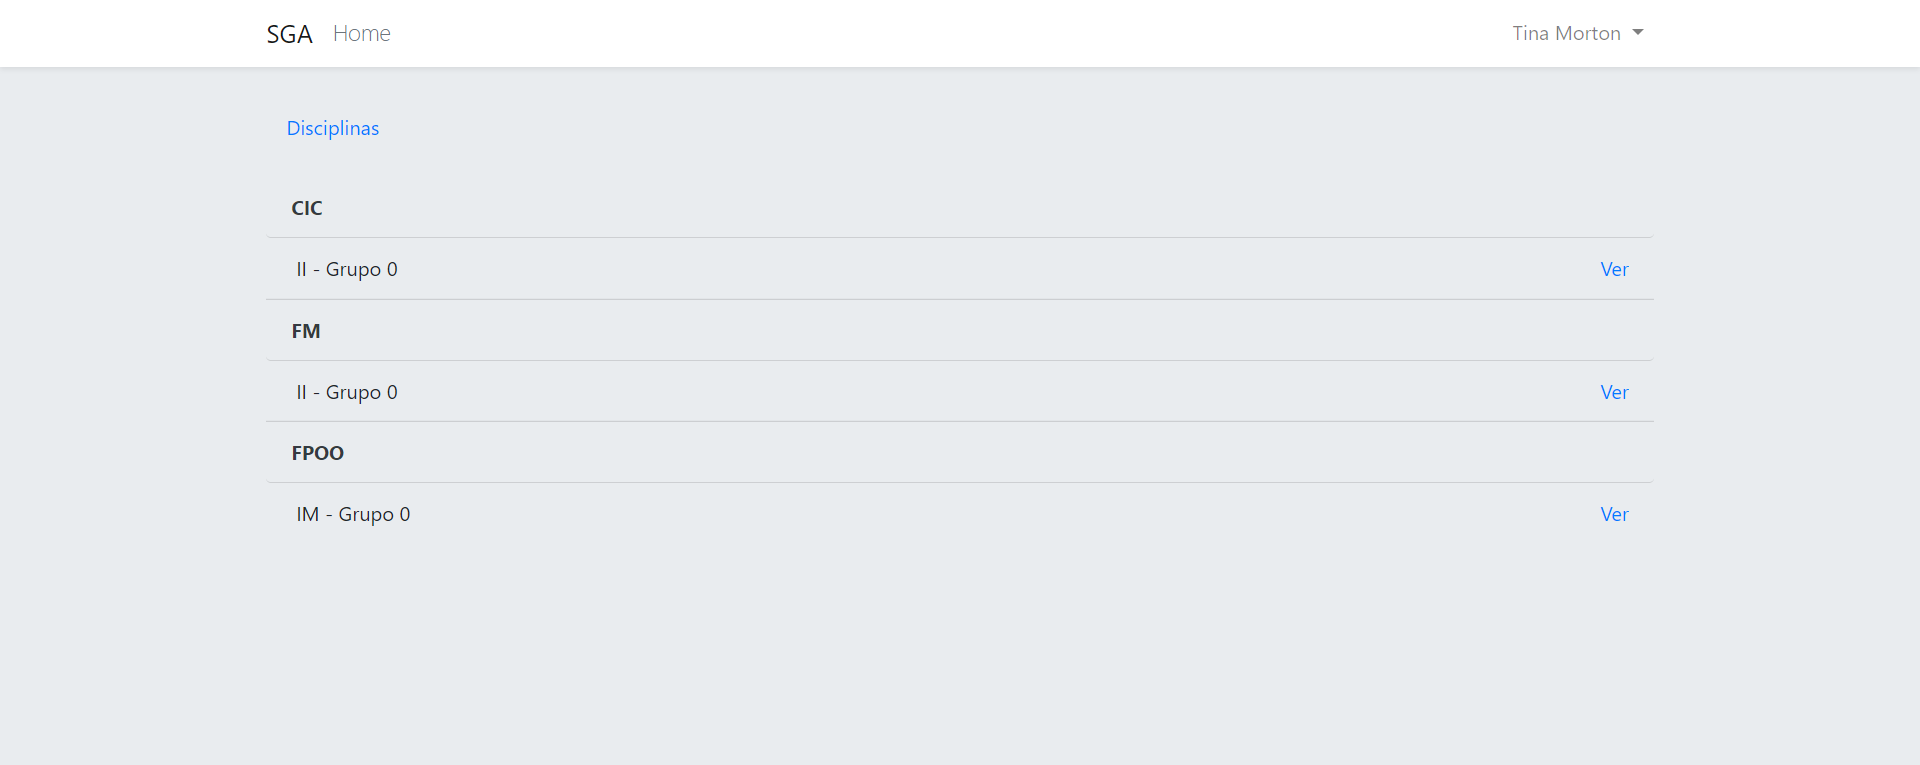 SGA Home Tina Morton
Disciplinas
CIC
II - Grupo 0 Ver
FM
II - Grupo 0 Ver
FPOO
IM - Grupo 0 Ver